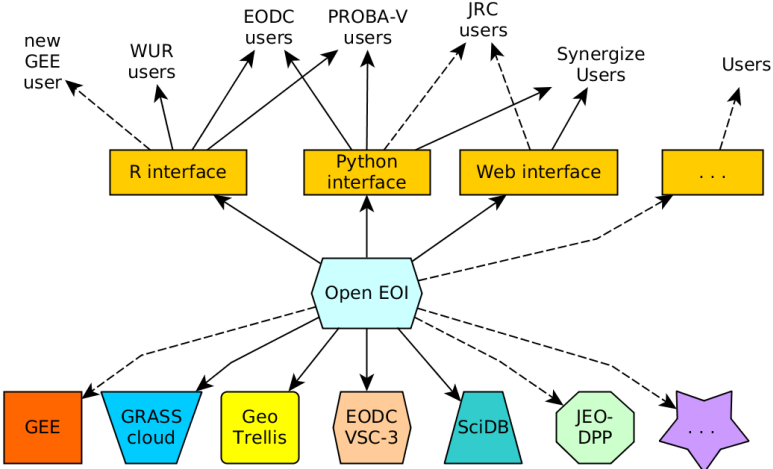 new
GEE
user
WUR
users
EODC
users
PROBA-V
users
JRC
users
Synergize
Users
Users
R interface
Python
interface
Web interface
. . .
Open EOI
GEE
GRASS
cloud
Geo
Trellis
EODC
VSC-3
SciDB
JEO-
DPP
. . .